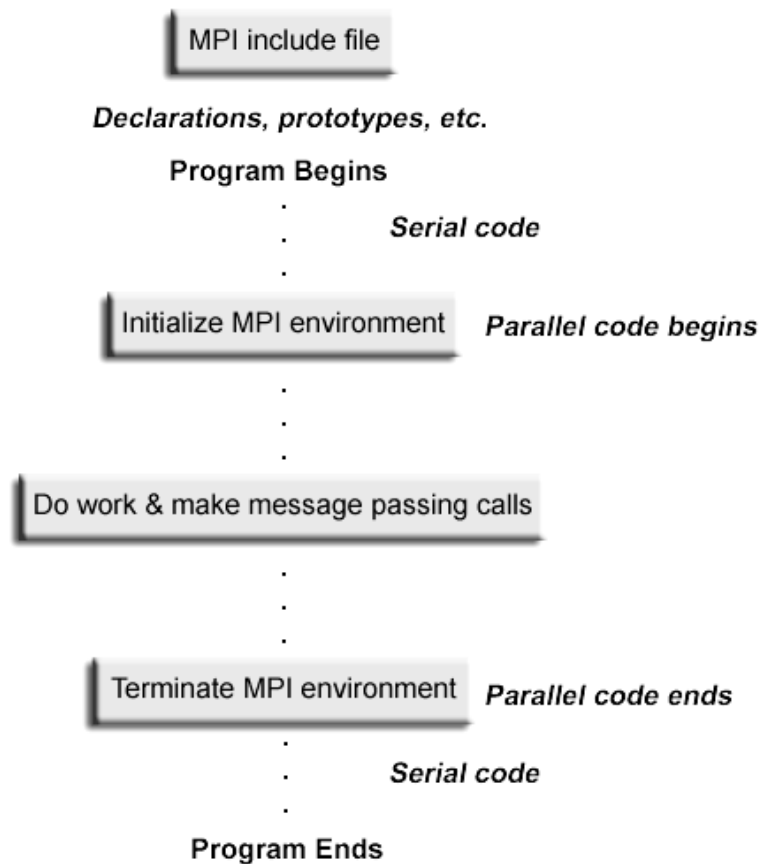 MPI include file
Declarations, prototypes, etc.
Program Begins
Serial code
Initialize MPI environment
Parallel code begins
Do work & make message passing calls
Terminate MPI environment
Parallel code ends
Serial code
Program Ends